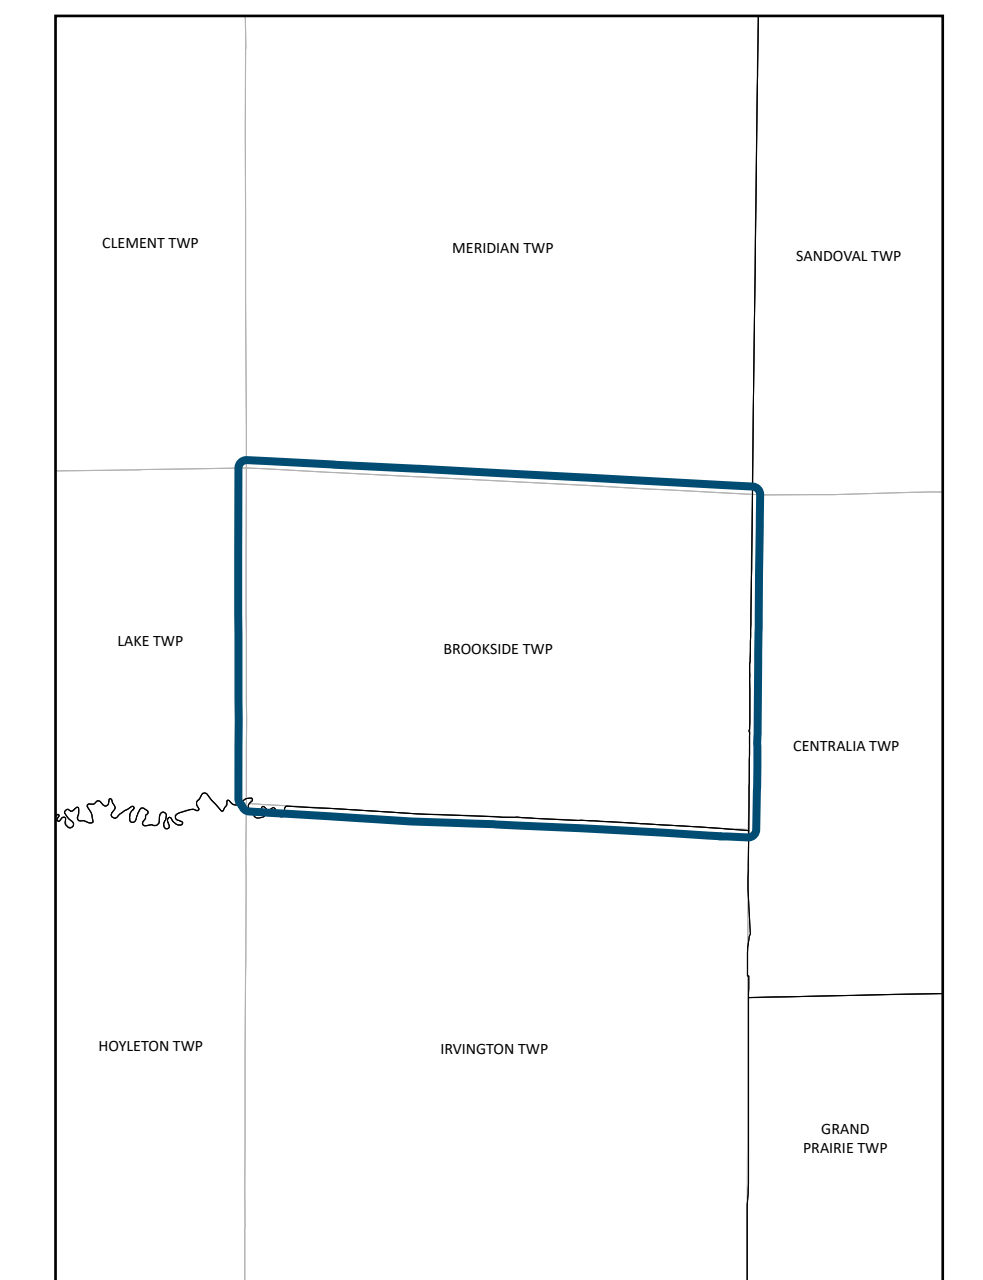 CLEMENT TWP
MERIDIAN TWP
SANDOVAL TWP
LAKE TWP
BROOKSIDE TWP
CENTRALIA TWP
HOYLETON TWP
IRVINGTON TWP
GRAND
PRAIRIE TWP